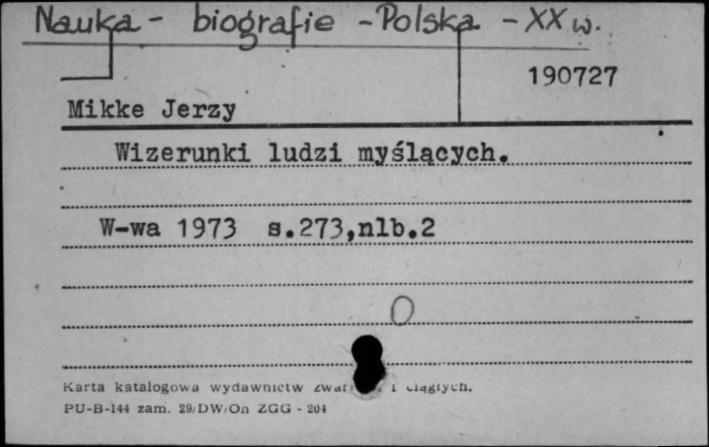 Nauka - biografie - Polska - XX w.
190727
Mikke Jerzy
Wizerunki ludzi myślących.
W-wa 1973 s.273,nlb.2
O
Karta katalogowa wydawnictw i ciągłych.
PU-B-144 zam. 29/DW/On ZGG - 204